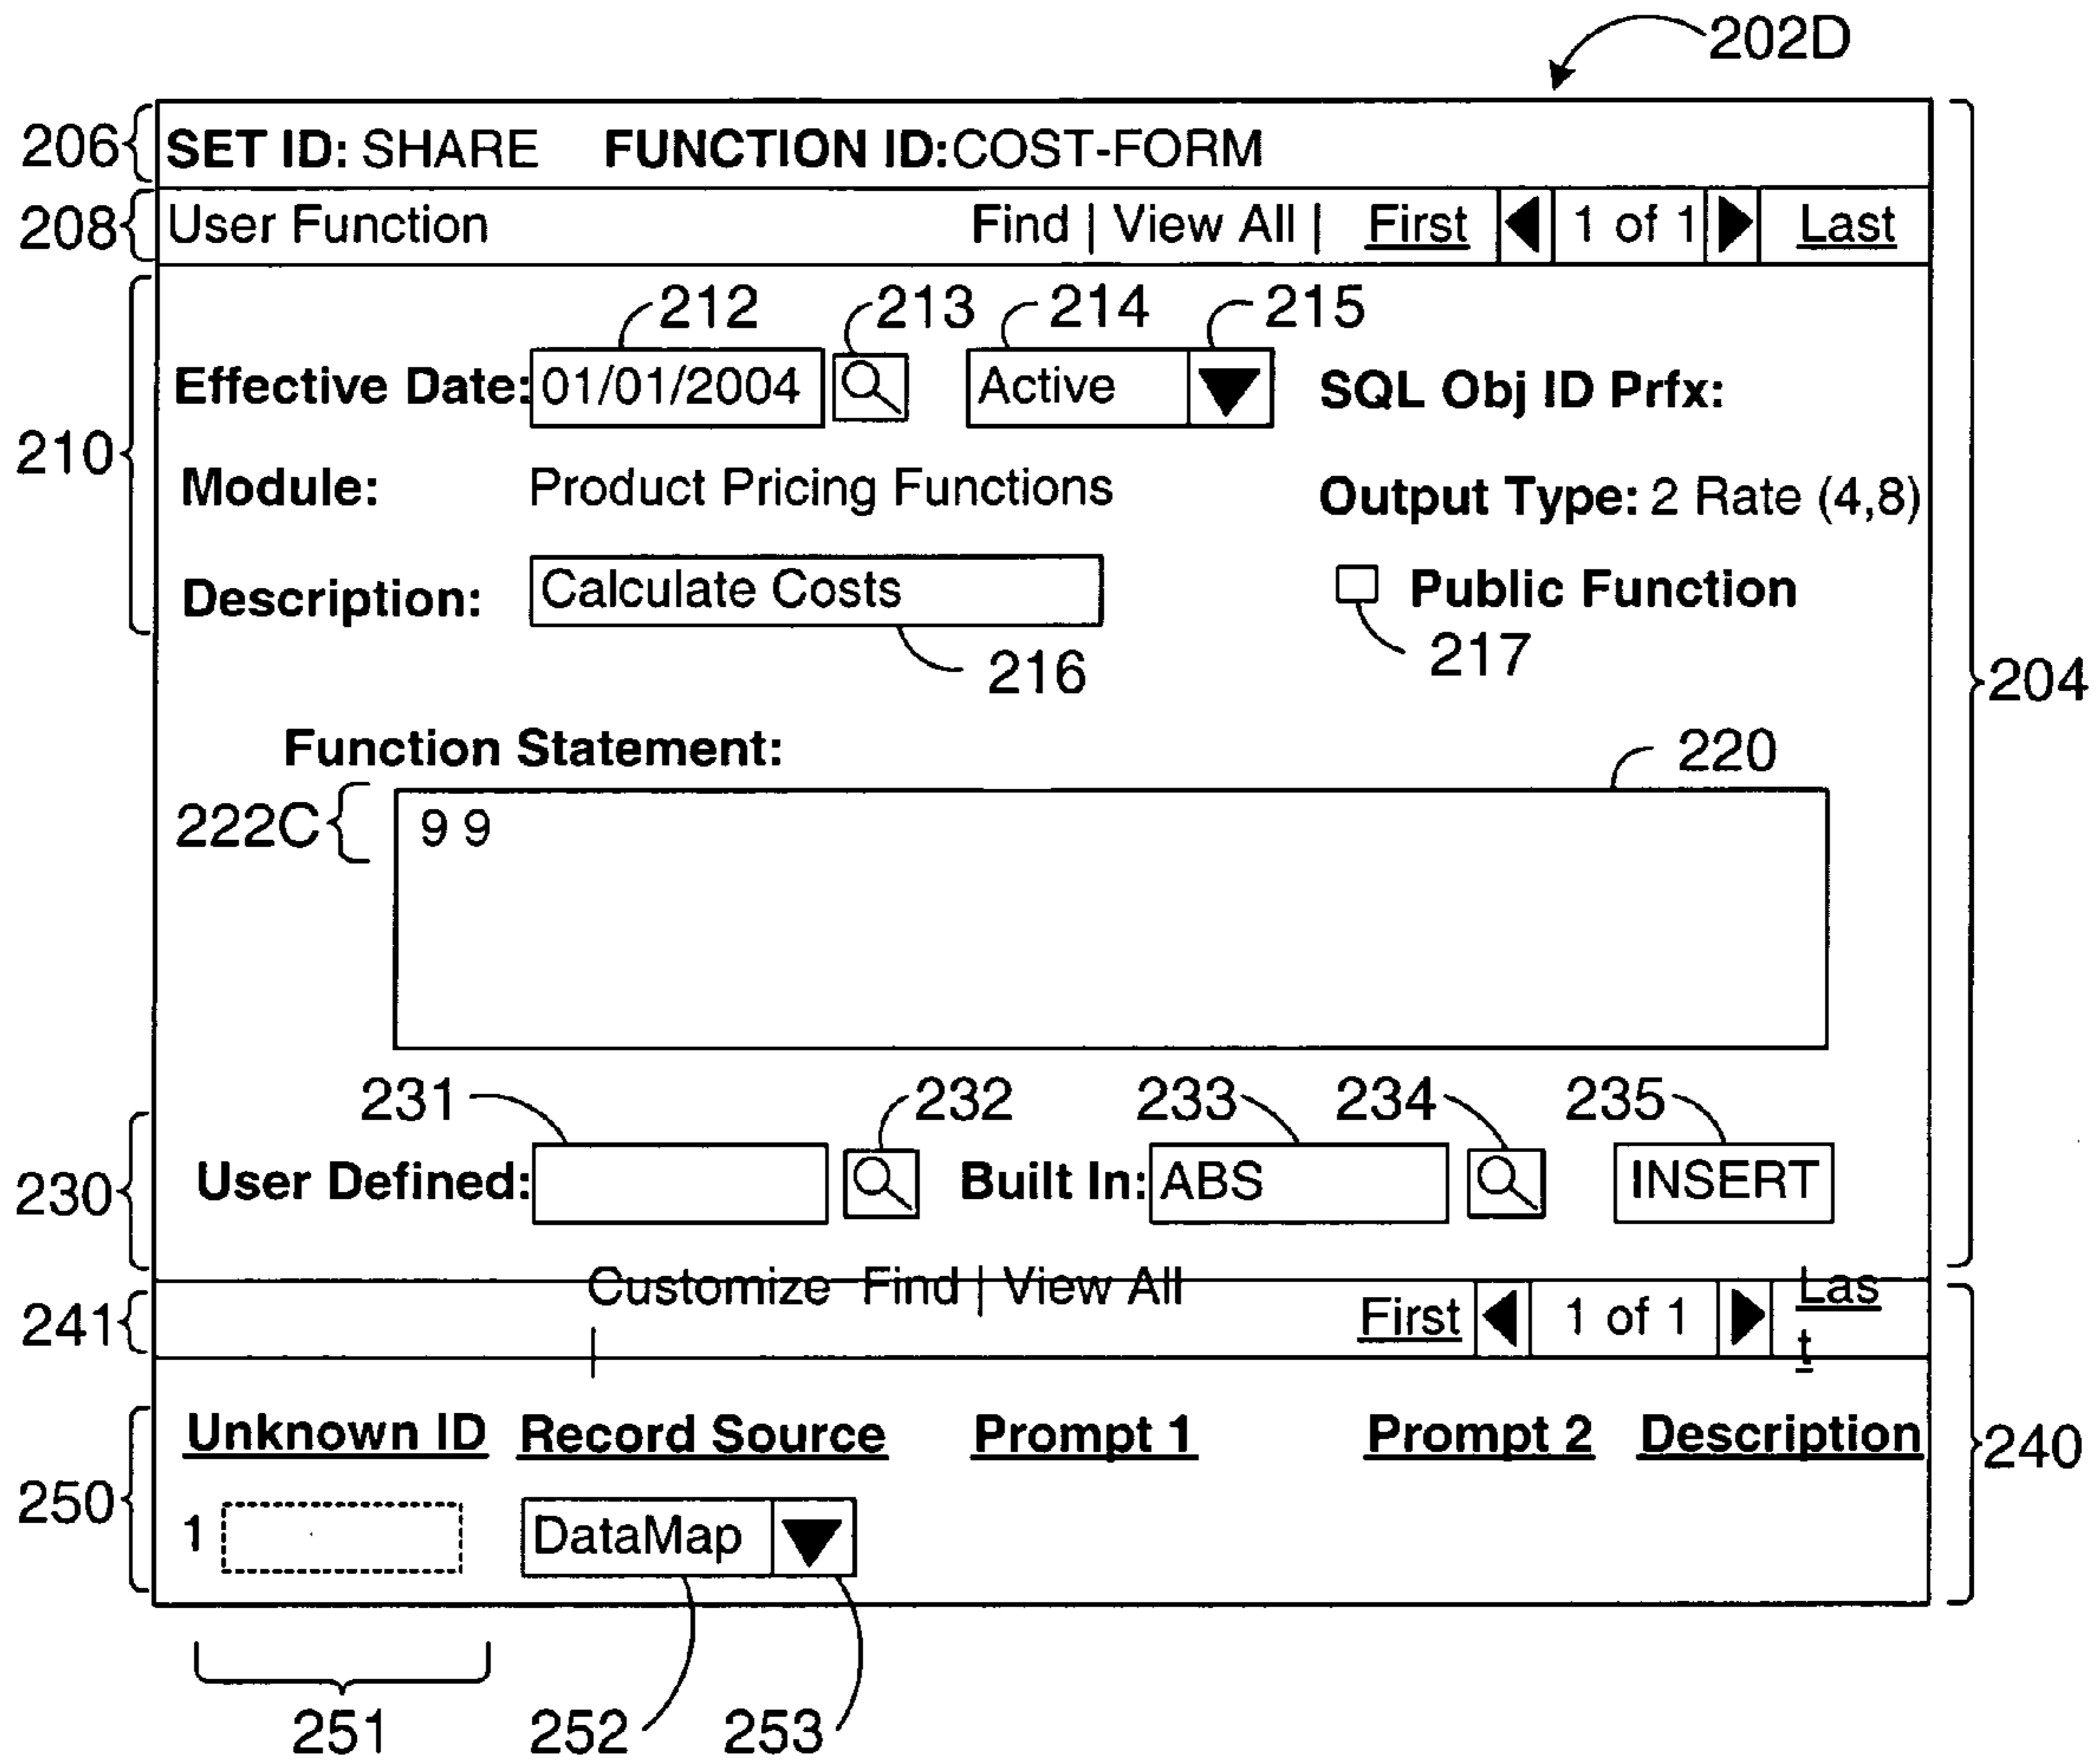 202D
206 SET ID: SHARE FUNCTION ID:COST-FORM
208 User Function Find | View All | First 1 of 1 Last
212 213 214 215
Effective Date: 01/01/2004 Active SQL Obj ID Prfx:
210
Module: Product Pricing Functions Output Type: 2 Rate (4,8)
Description: Calculate Costs Public Function
216 217
204
Function Statement: 220
222C 9 9
231 232 233 234 235
230 User Defined: Built In: ABS INSERT
Customize Find | View All |
241 First 1 of 1 Las
t
Unknown ID Record Source Prompt 1 Prompt 2 Description
240
250
1 DataMap
251 252 253